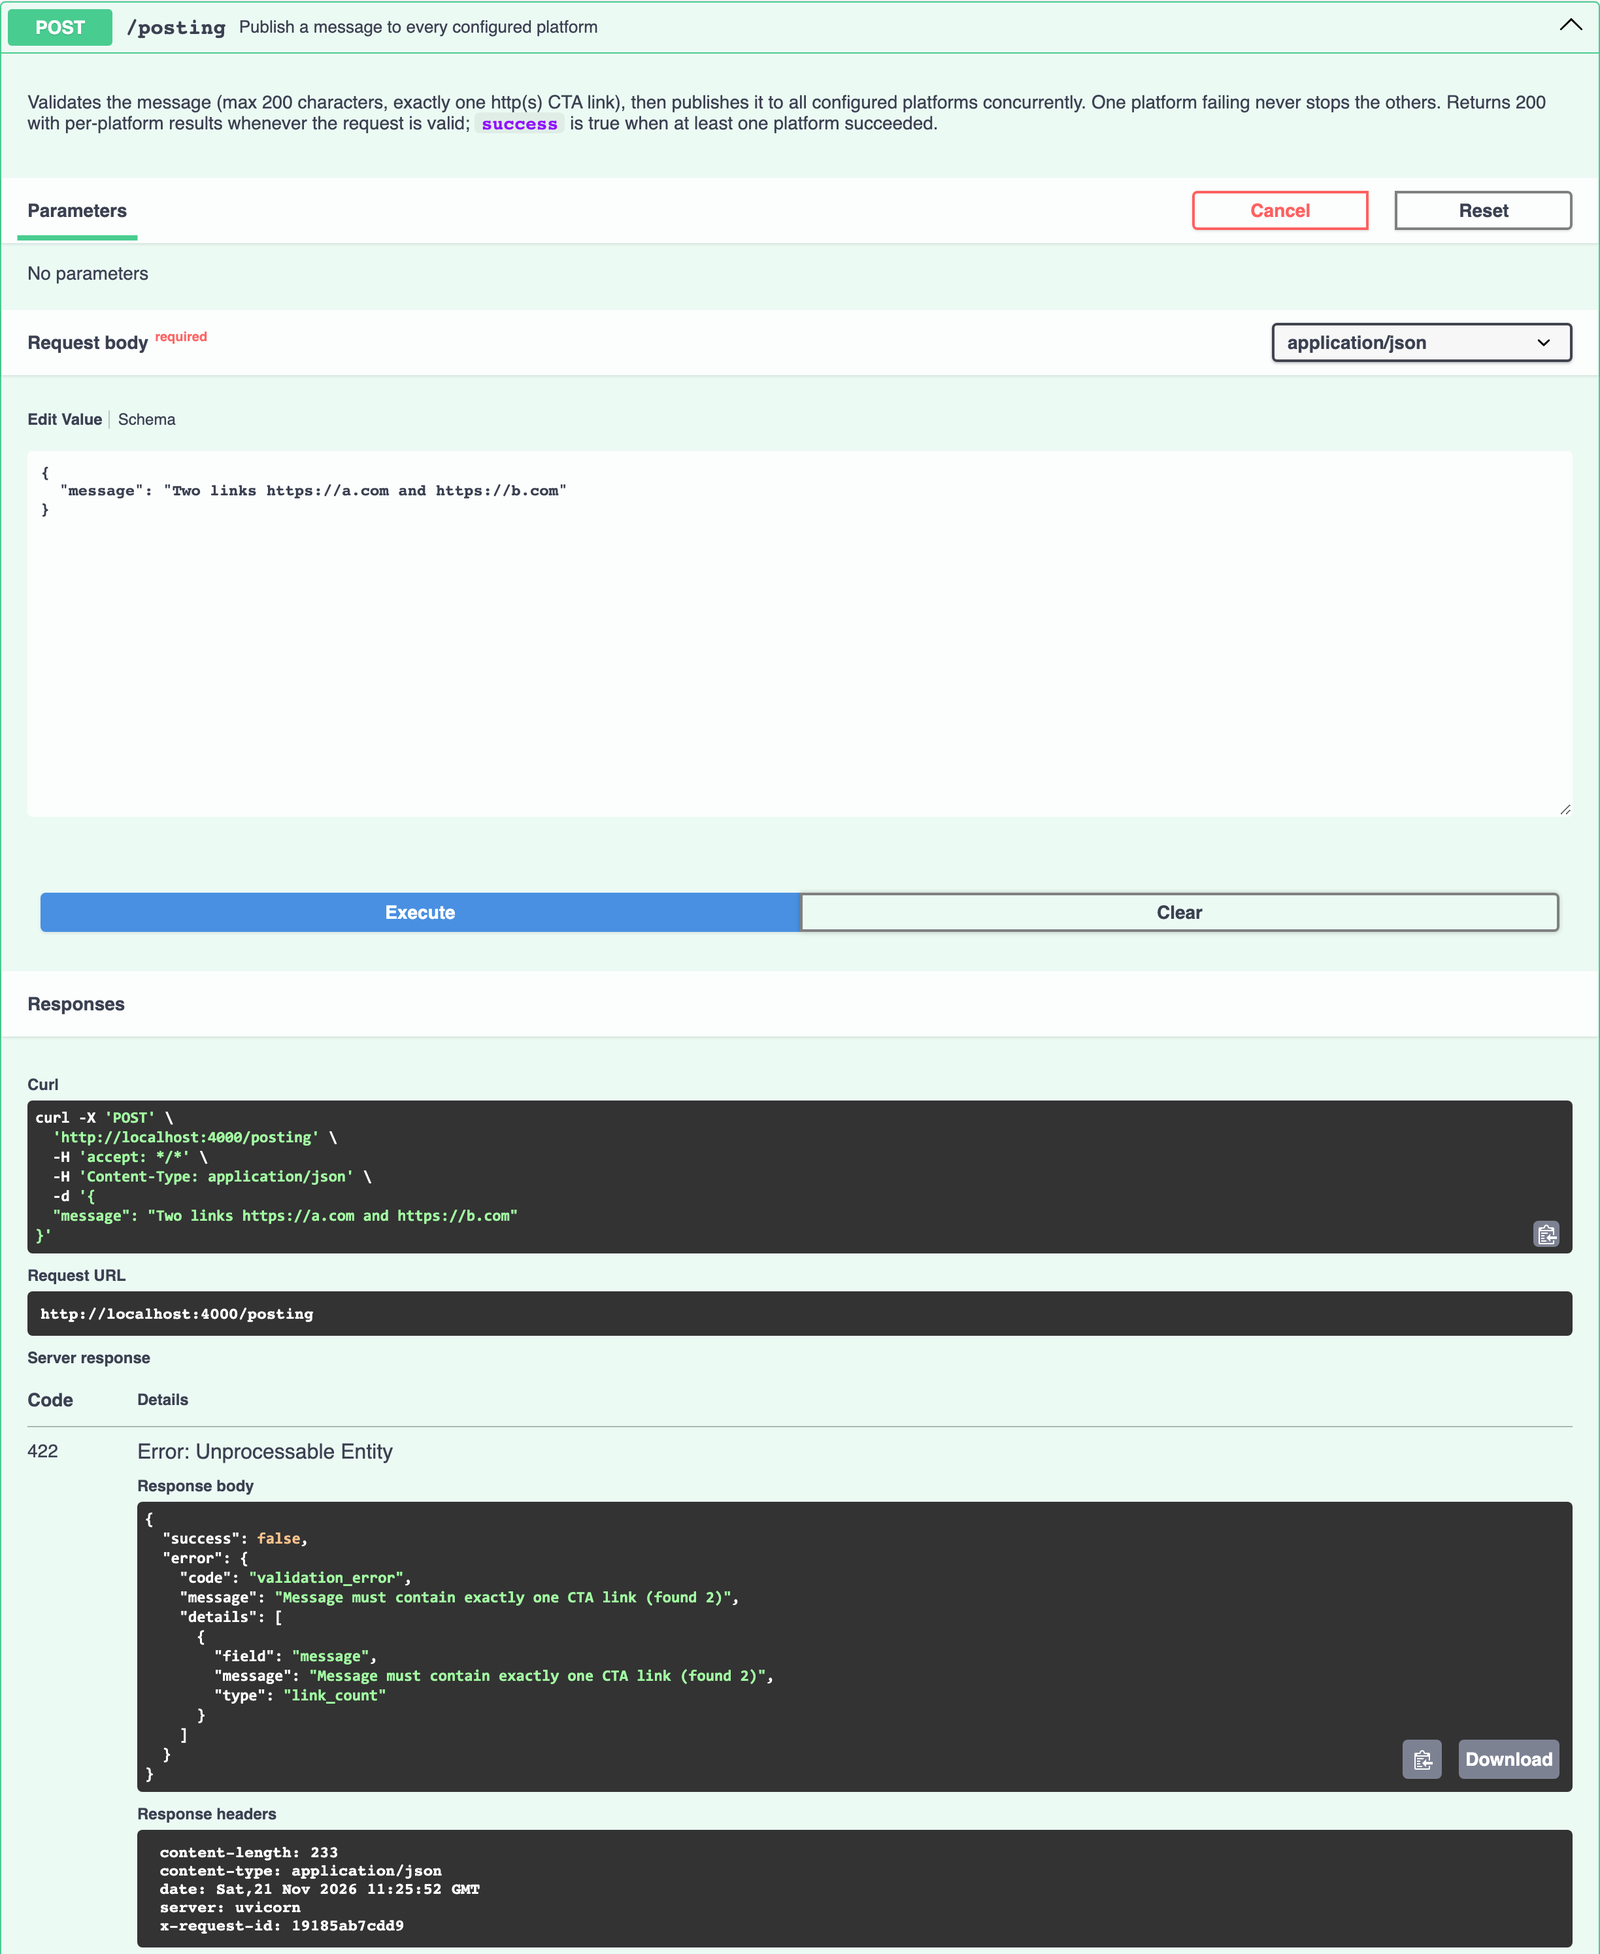 POST /posting Publish a message to every configured platform
Validates the message (max 200 characters, exactly one http(s) CTA link), then publishes it to all configured platforms concurrently. One platform failing never stops the others. Returns 200
with per-platform results whenever the request is valid; success is true when at least one platform succeeded.
Parameters
Cancel
Reset
No parameters
Request body required
application/json
Edit Value | Schema
{
  "message": "Two links https://a.com and https://b.com"
}
Execute
Clear
Responses
Curl
curl -X 'POST' \
  'http://localhost:4000/posting' \
  -H 'accept: */*' \
  -H 'Content-Type: application/json' \
  -d '{
  "message": "Two links https://a.com and https://b.com"
}'
Request URL
http://localhost:4000/posting
Server response
Code Details
422 Error: Unprocessable Entity
Response body
{
  "success": false,
  "error": {
    "code": "validation_error",
    "message": "Message must contain exactly one CTA link (found 2)",
    "details": [
      {
        "field": "message",
        "message": "Message must contain exactly one CTA link (found 2)",
        "type": "link_count"
      }
    ]
  }
}
Download
Response headers
content-length: 233
content-type: application/json
date: Sat,21 Nov 2026 11:25:52 GMT
server: uvicorn
x-request-id: 19185ab7cdd9